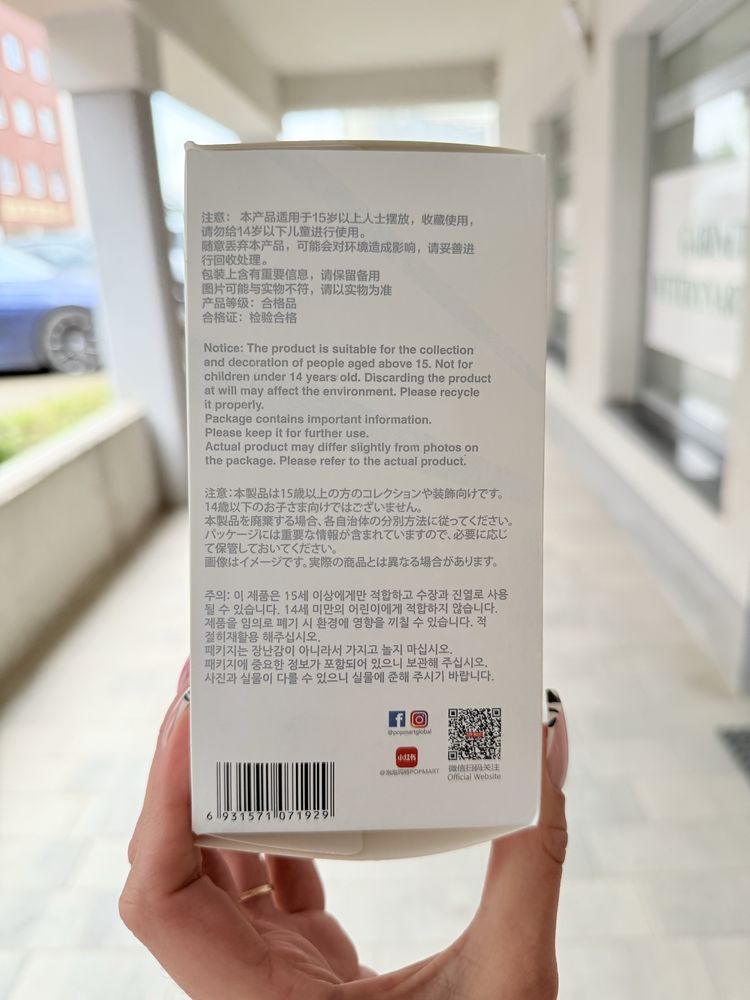 注意： 本产品适用于15岁以上人士摆放，收藏使用，
请勿给14岁以下儿童进行使用。
随意丢弃本产品，可能会对环境造成影响，请妥善进
行回收处理。
包装上含有重要信息，请保留备用
图片可能与实物不符，请以实物为准
产品等级：合格品
合格证：检验合格
Notice: The product is suitable for the collection
and decoration of people aged above 15. Not for
children under 14 years old. Discarding the product
at will may affect the environment. Please recycle
it properly.
Package contains important information.
Please keep it for further use.
Actual product may differ siightly from photos on
the package. Please refer to the actual product.
注意：本製品は15歳以上の方のコレクションや装飾向けです。
14歳以下のお子さま向けではございません。
本製品を廃棄する場合、各自治体の分別方法に従ってください。
パッケージには重要な情報が含まれていますので、必要に応じ
て保管しておいてください。
画像はイメージです。実際の商品とは異なる場合があります。
주의: 이 제품은 15세 이상에게만 적합하고 수장과 진열로 사용
될 수 있습니다. 14세 미만의 어린이에게 적합하지 않습니다.
제품을 임의로 폐기 시 환경에 영향을 끼칠 수 있습니다. 적
절히재활용 해주십시오.
패키지는 장난감이 아니라서 가지고 놀지 마십시오.
패키지에 중요한 정보가 포함되어 있으니 보관해 주십시오.
사진과 실물이 다를 수 있으니 실물에 준해 주시기 바랍니다.
@popmartglobal
小红书
@泡泡玛特POPMART
微信扫码关注
Official Website
6 931571 071929